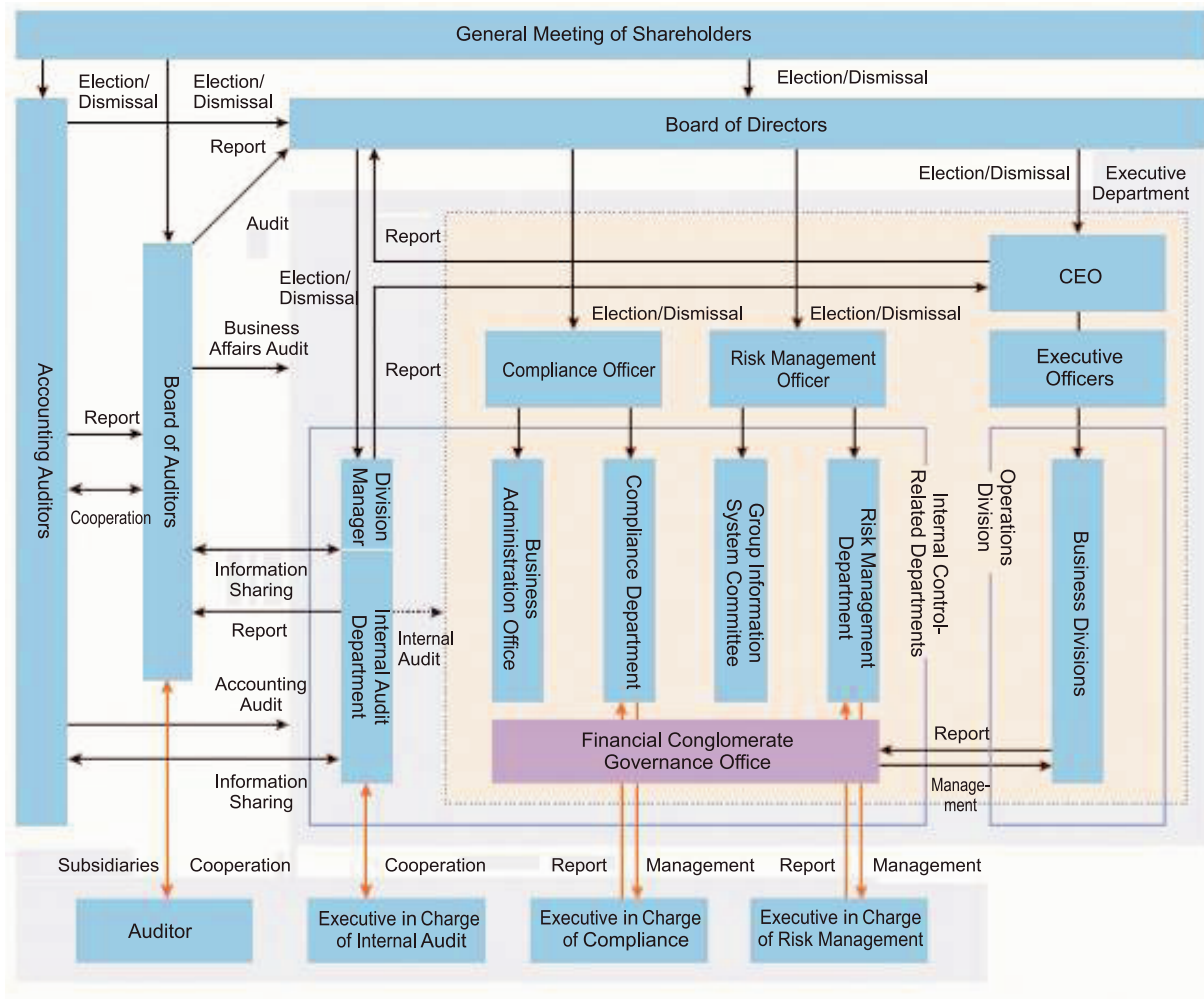 General Meeting of Shareholders
Election/
Dismissal
Election/
Dismissal
Election/Dismissal
Board of Directors
Report
Audit
Election/Dismissal
Executive
Department
Report
CEO
Election/
Dismissal
Election/Dismissal
Election/Dismissal
Business
Affairs Audit
Report
Compliance Officer
Risk Management
Officer
Executive
Officers
Accounting Auditors
Board of Auditors
Report
Cooperation
Division
Manager
Business
Administration Office
Compliance Department
Group Information
System Committee
Risk Management
Department
Internal Control-
Related Departments
Operations
Division
Business Divisions
Information
Sharing
Report
Internal Audit
Department
Internal
Audit
Accounting
Audit
Information
Sharing
Financial Conglomerate
Governance Office
Report
Manage-
ment
Subsidiaries
Cooperation
Cooperation
Report
Management
Report
Management
Auditor
Executive in Charge
of Internal Audit
Executive in Charge
of Compliance
Executive in Charge
of Risk Management